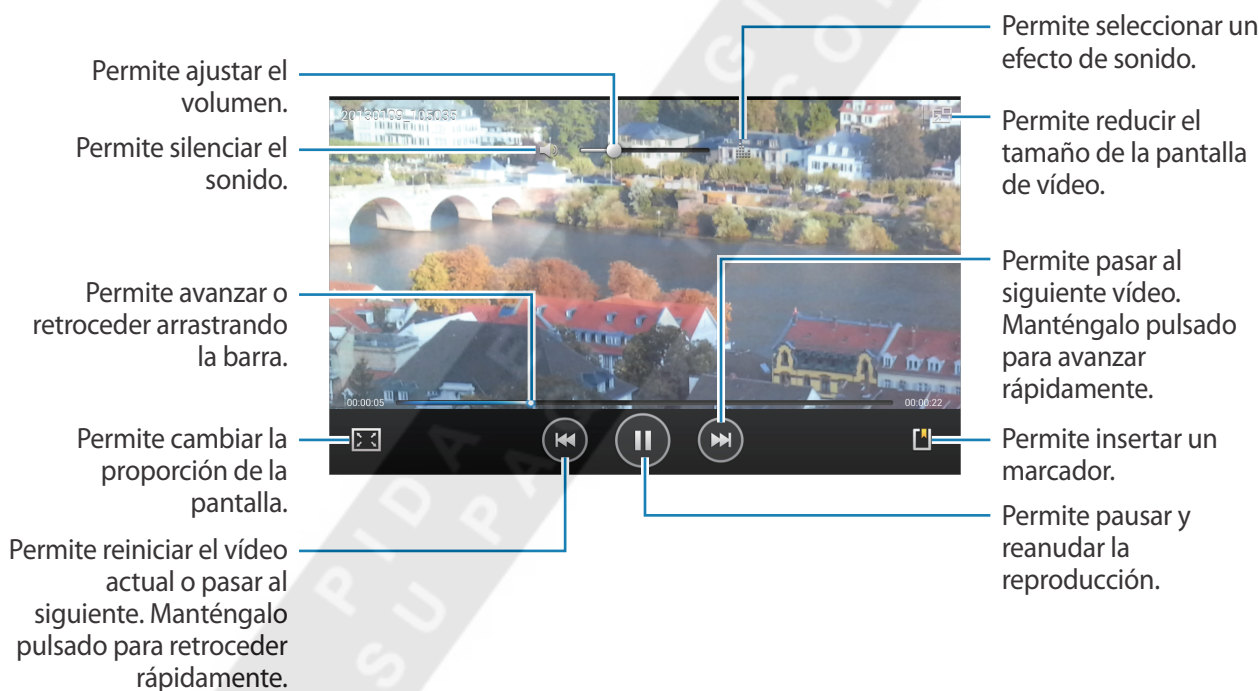 Permite ajustar el
volumen.
Permite silenciar el
sonido.
Permite avanzar o
retroceder arrastrando
la barra.
Permite cambiar la
proporción de la
pantalla.
Permite reiniciar el vídeo
actual o pasar al
siguiente. Manténgalo
pulsado para retroceder
rápidamente.
20130103_105035
00:00:05
00:00:22
Permite seleccionar un
efecto de sonido.
Permite reducir el
tamaño de la pantalla
de vídeo.
Permite pasar al
siguiente vídeo.
Manténgalo pulsado
para avanzar
rápidamente.
Permite insertar un
marcador.
Permite pausar y
reanudar la
reproducción.